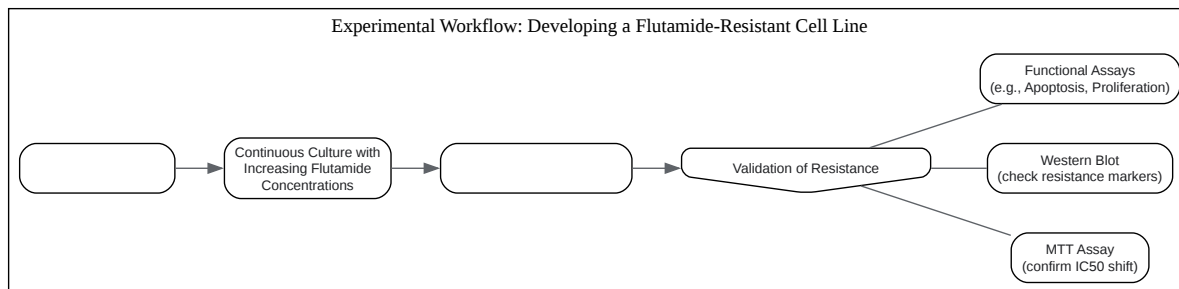 Experimental Workflow: Developing a Flutamide-Resistant Cell Line
Functional Assays
(e.g., Apoptosis, Proliferation)
Continuous Culture with
Increasing Flutamide
Concentrations
Validation of Resistance
Western Blot
(check resistance markers)
MTT Assay
(confirm IC50 shift)